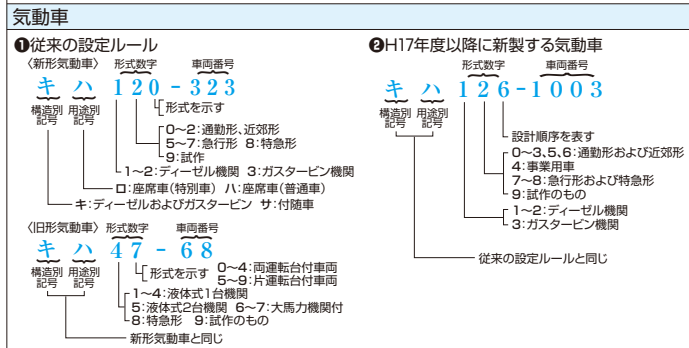 気動車
❶従来の設定ルール
〈新形気動車〉 形式数字 車両番号
キハ120-323
構造別記号 用途別記号
形式を示す
0〜2:通勤形、近郊形
5〜7:急行形 8:特急形
9:試作
1〜2:ディーゼル機関 3:ガスタービン機関
ロ:座席車(特別車) ハ:座席車(普通車)
キ:ディーゼルおよびガスタービン サ:付随車
〈旧形気動車〉 形式数字 車両番号
キハ47-68
構造別記号 用途別記号
形式を示す 0〜4:両運転台付車両
5〜9:片運転台付車両
1〜4:液体式1台機関
5:液体式2台機関 6〜7:大馬力機関付
8:特急形 9:試作のもの
新形気動車と同じ
❷H17年度以降に新製する気動車
形式数字 車両番号
キハ126-1003
構造別記号 用途別記号
設計順序を表す
0〜3、5、6:通勤形および近郊形
4:事業用車
7〜8:急行形および特急形
9:試作のもの
1〜2:ディーゼル機関
3:ガスタービン機関
従来の設定ルールと同じ